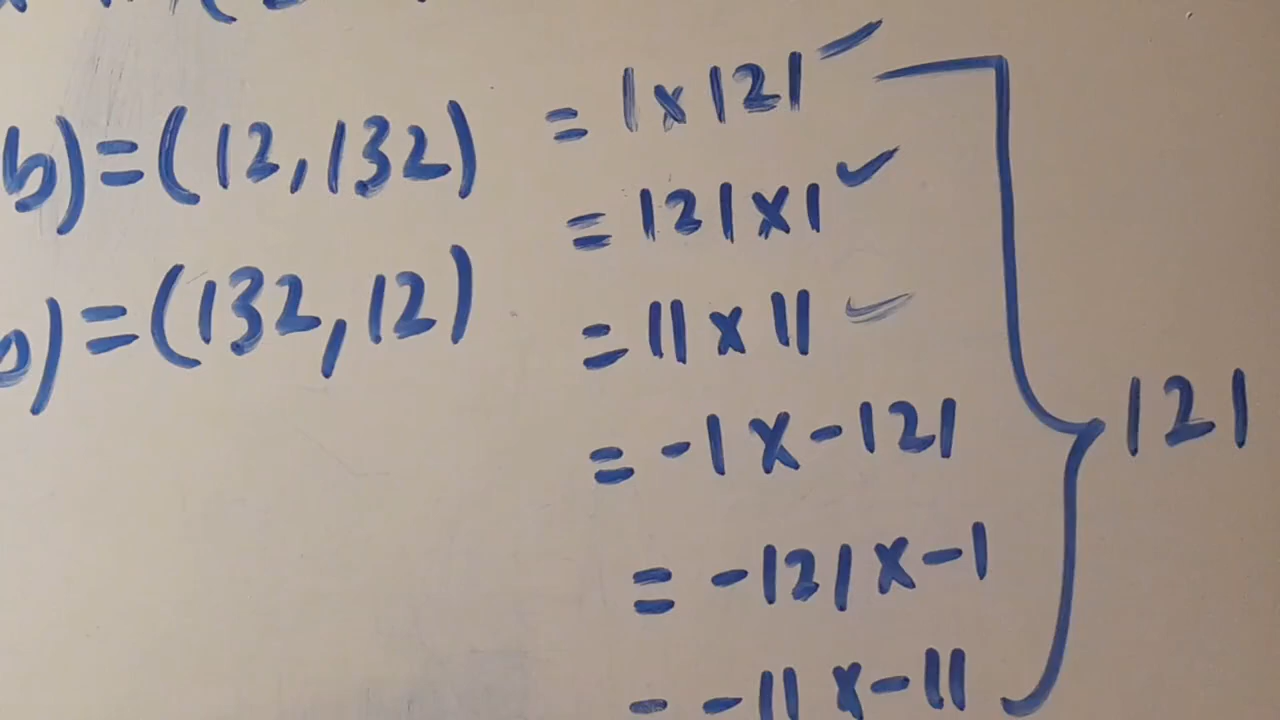 b) = (12, 132)
) = (132, 12)
= 1 x 121 ✓
= 121 x 1 ✓
= 11 x 11 ✓
= -1 x -121
= -121 x -1
= -11 x -11
121